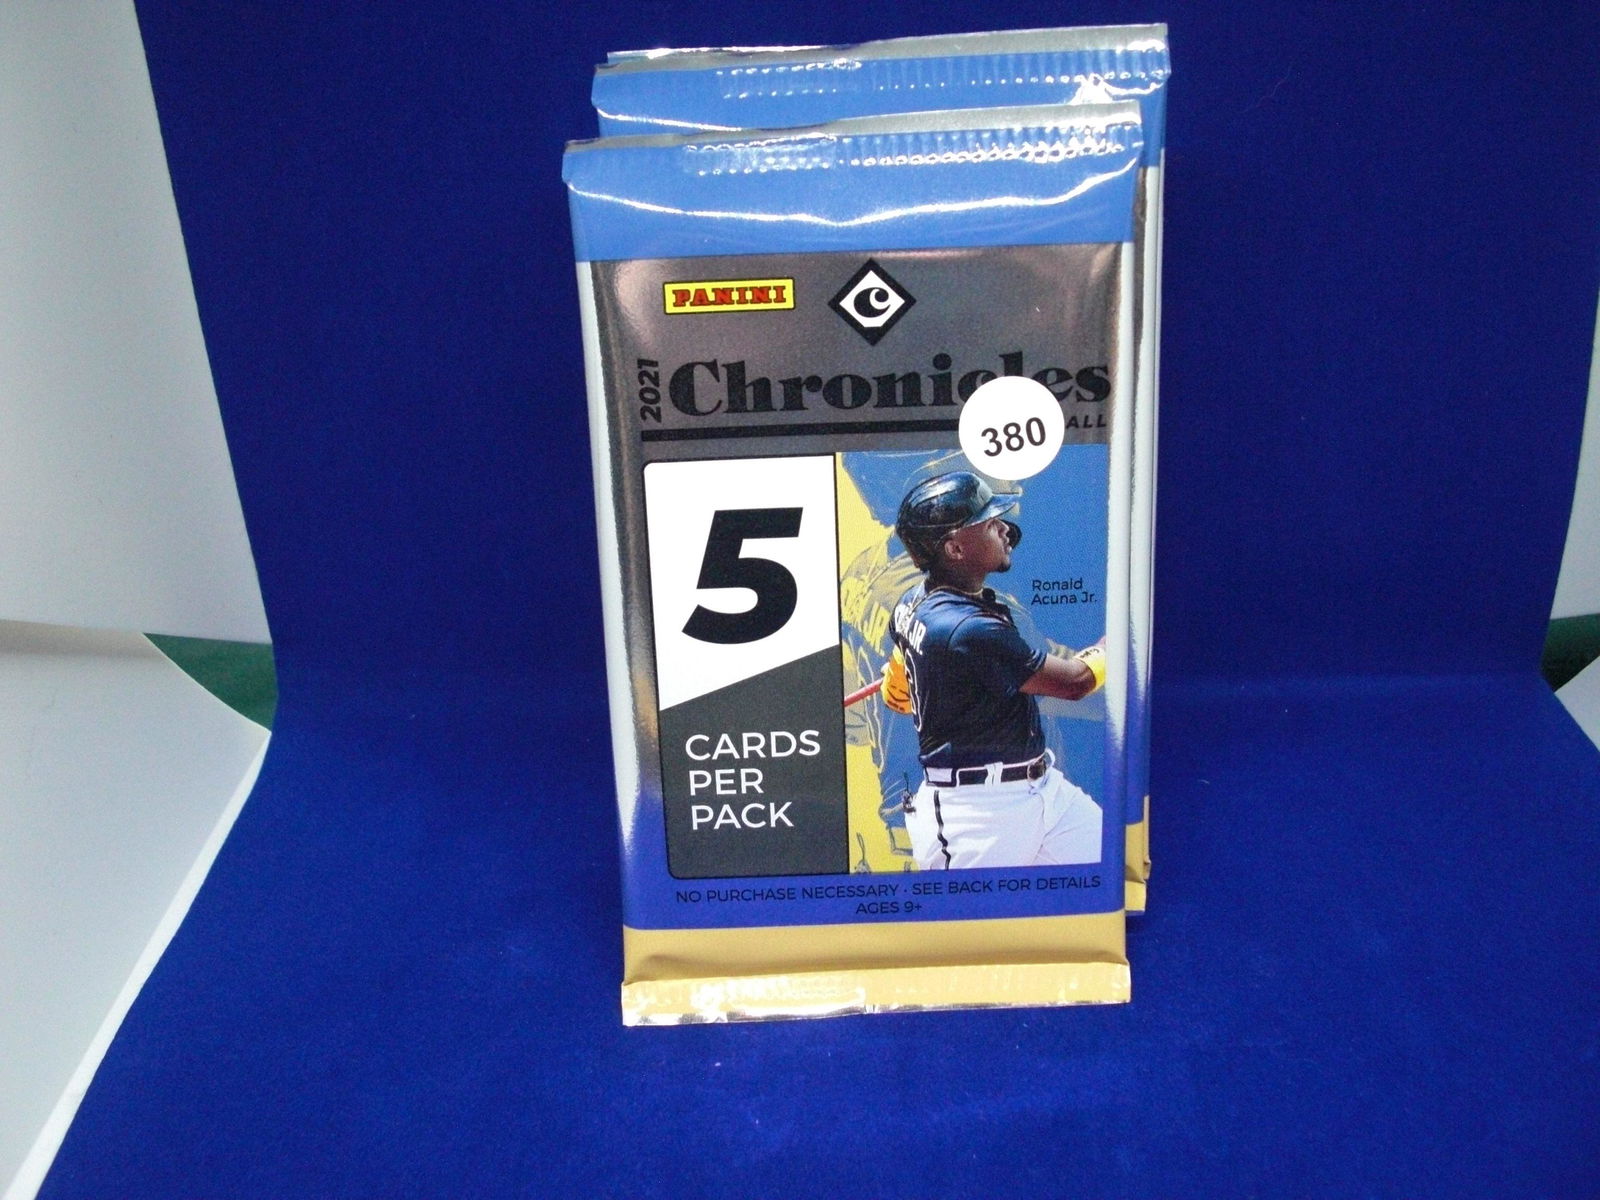 PANINI
C
2021 Chronicles
ALL
380
5
CARDS
PER
PACK
Ronald
Acuna Jr.
NO PURCHASE NECESSARY · SEE BACK FOR DETAILS
AGES 9+